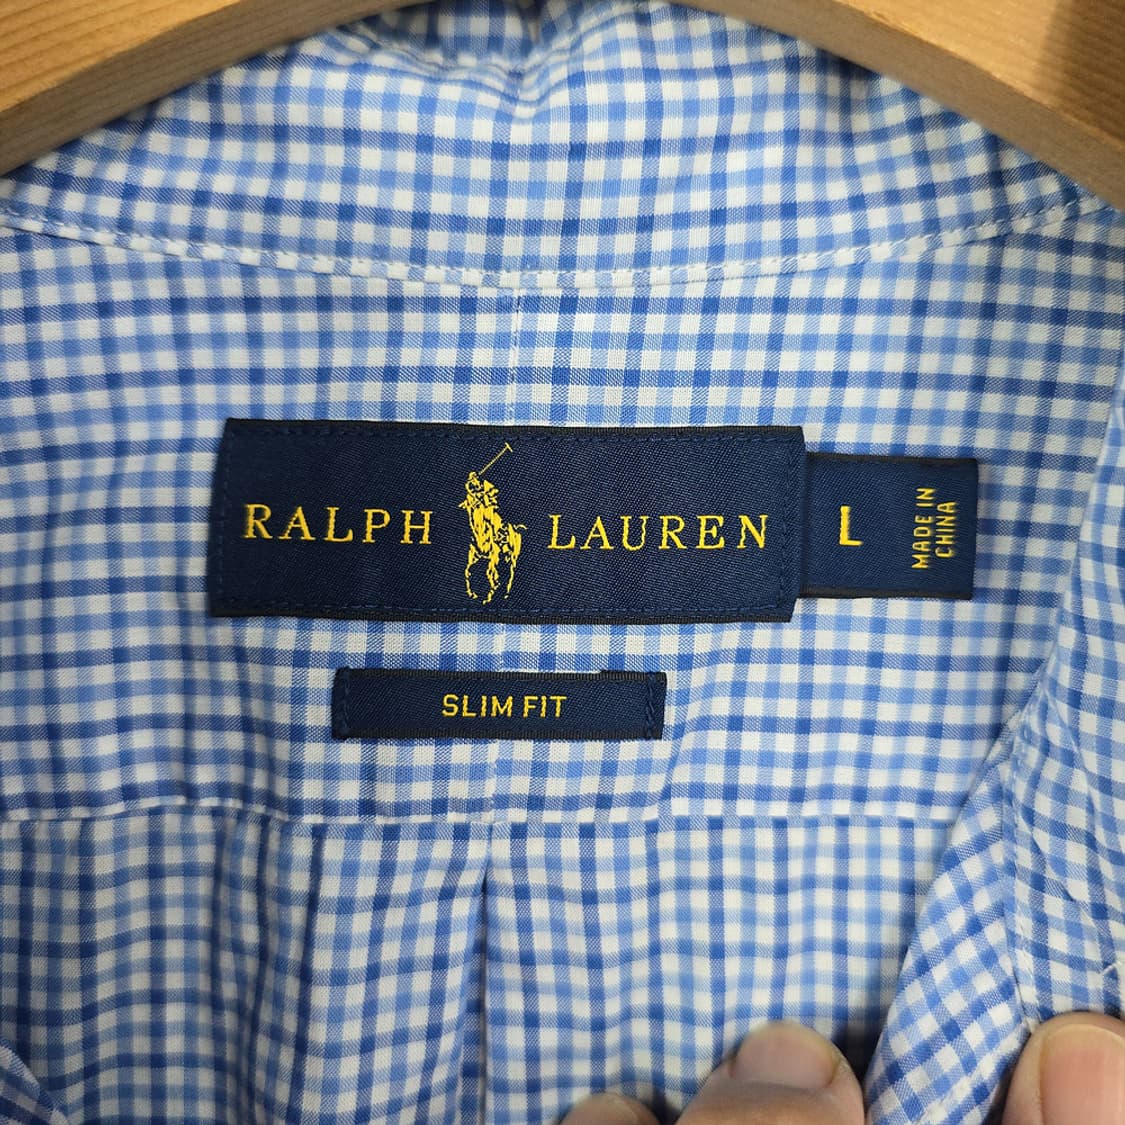 RALPH LAUREN
L
MADE IN
CHINA
SLIM FIT